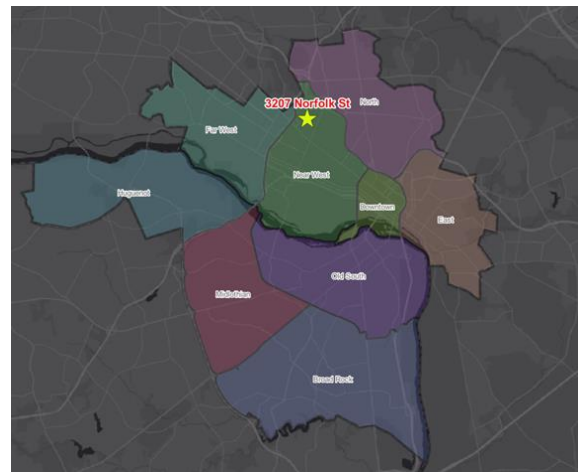 North
3207 Norfolk St
Far West
Near West
Huguenot
Downtown
East
Old South
Midlothian
Broad Rock